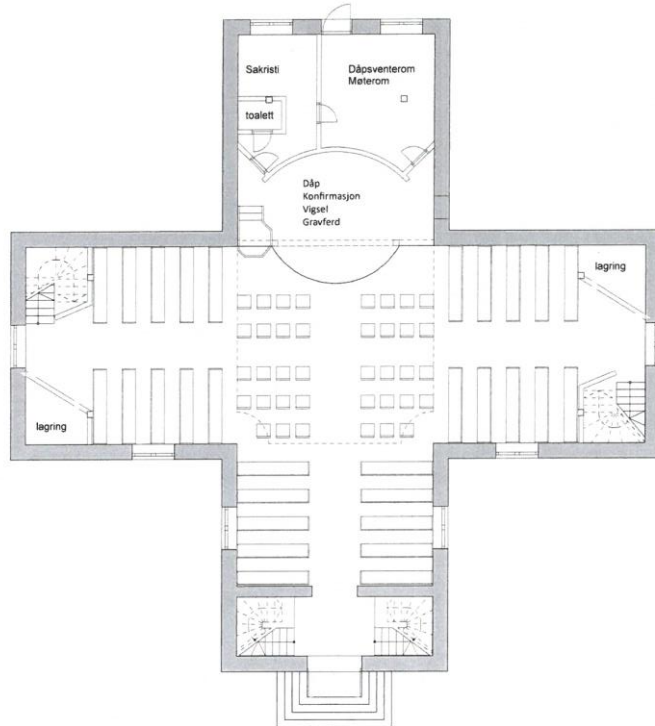 Sakristi
Dåpsventerom
Møterom
toalett
Dåp
Konfirmasjon
Vigsel
Gravferd
lagring
lagring